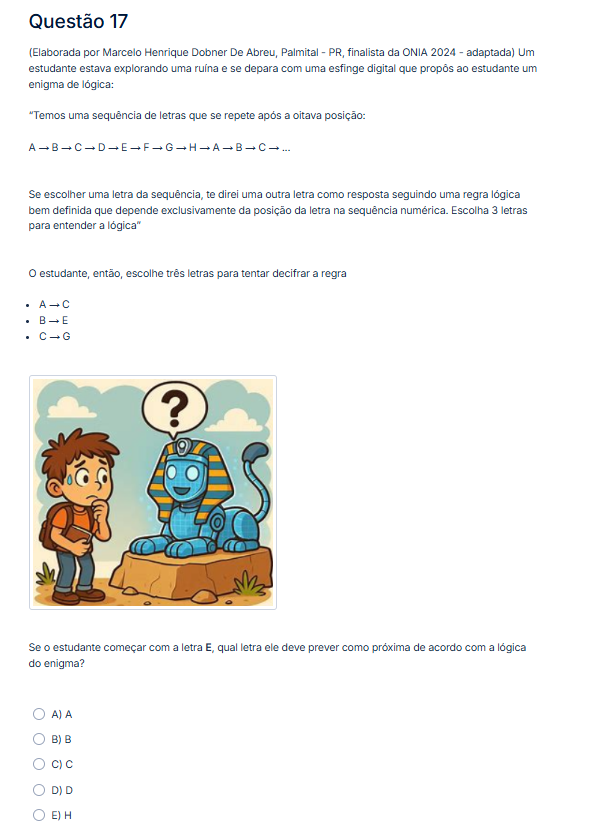 Questão 17
(Elaborada por Marcelo Henrique Dobner De Abreu, Palmital - PR, finalista da ONIA 2024 - adaptada) Um
estudante estava explorando uma ruína e se depara com uma esfinge digital que propôs ao estudante um
enigma de lógica:
"Temos uma sequência de letras que se repete após a oitava posição:
A → B → C → D → E → F → G → H → A → B → C → ...
Se escolher uma letra da sequência, te direi uma outra letra como resposta seguindo uma regra lógica
bem definida que depende exclusivamente da posição da letra na sequência numérica. Escolha 3 letras
para entender a lógica"
O estudante, então, escolhe três letras para tentar decifrar a regra
• A → C
• B → E
• C → G
?
Se o estudante começar com a letra E, qual letra ele deve prever como próxima de acordo com a lógica
do enigma?
A) A
B) B
C) C
D) D
E) H